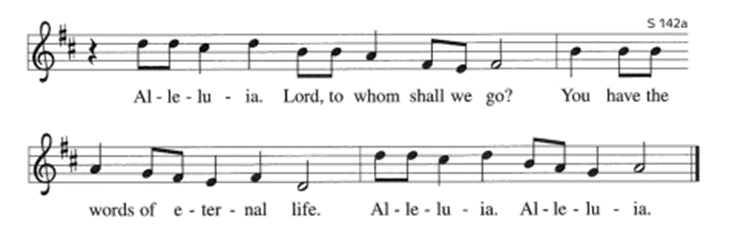 S 142a
Al - le - lu - ia. Lord, to whom shall we go? You have the
words of e - ter - nal life. Al - le - lu - ia. Al - le - lu - ia.